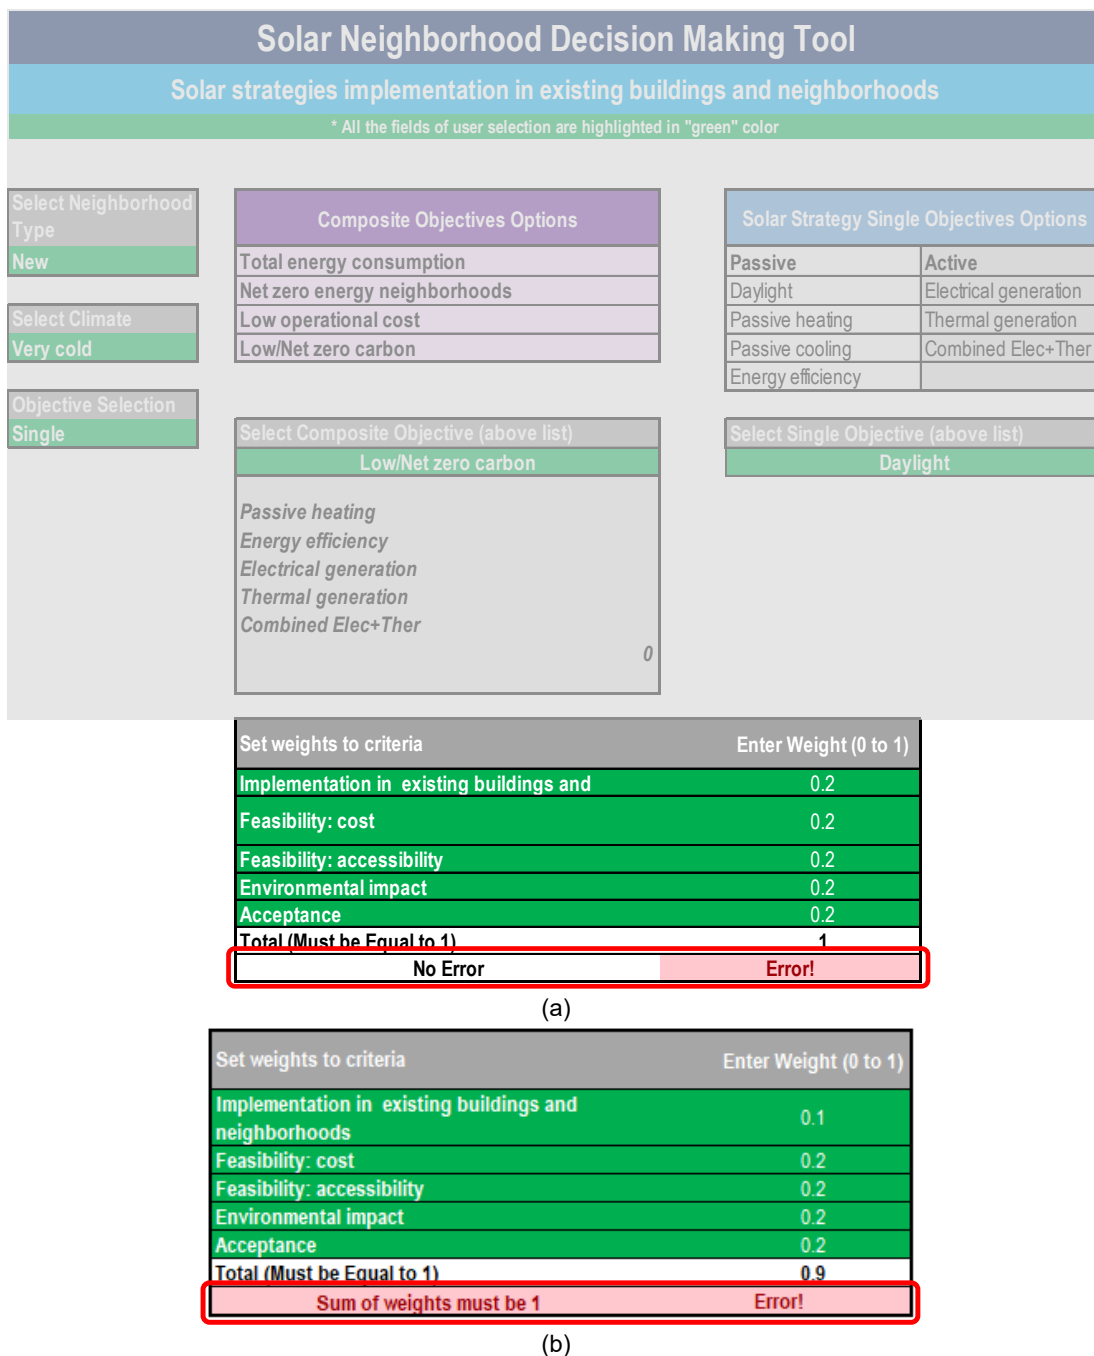 Solar Neighborhood Decision Making Tool
Solar strategies implementation in existing buildings and neighborhoods
* All the fields of user selection are highlighted in "green" color
Select Neighborhood
Type
New
Select Climate
Very cold
Objective Selection
Single
Composite Objectives Options
Total energy consumption
Net zero energy neighborhoods
Low operational cost
Low/Net zero carbon
Select Composite Objective (above list)
Low/Net zero carbon
Passive heating
Energy efficiency
Electrical generation
Thermal generation
Combined Elec+Ther
0
Solar Strategy Single Objectives Options
Passive Active
Daylight Electrical generation
Passive heating Thermal generation
Passive cooling Combined Elec+Ther
Energy efficiency
Select Single Objective (above list)
Daylight
Set weights to criteria Enter Weight (0 to 1)
Implementation in existing buildings and 0.2
Feasibility: cost 0.2
Feasibility: accessibility 0.2
Environmental impact 0.2
Acceptance 0.2
Total (Must be Equal to 1) 1
No Error Error!
(a)
Set weights to criteria Enter Weight (0 to 1)
Implementation in existing buildings and
neighborhoods 0.1
Feasibility: cost 0.2
Feasibility: accessibility 0.2
Environmental impact 0.2
Acceptance 0.2
Total (Must be Equal to 1) 0.9
Sum of weights must be 1 Error!
(b)